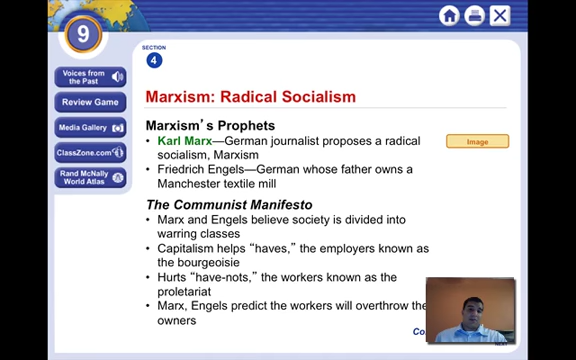 9
SECTION
4
Voices from
the Past
Review Game
Media Gallery
ClassZone.com
Rand McNally
World Atlas
Marxism: Radical Socialism
Marxism's Prophets
• Karl Marx—German journalist proposes a radical
socialism, Marxism
• Friedrich Engels—German whose father owns a
Manchester textile mill
Image
The Communist Manifesto
• Marx and Engels believe society is divided into
warring classes
• Capitalism helps “haves,” the employers known as
the bourgeoisie
• Hurts “have-nots,” the workers known as the
proletariat
• Marx, Engels predict the workers will overthrow the
owners